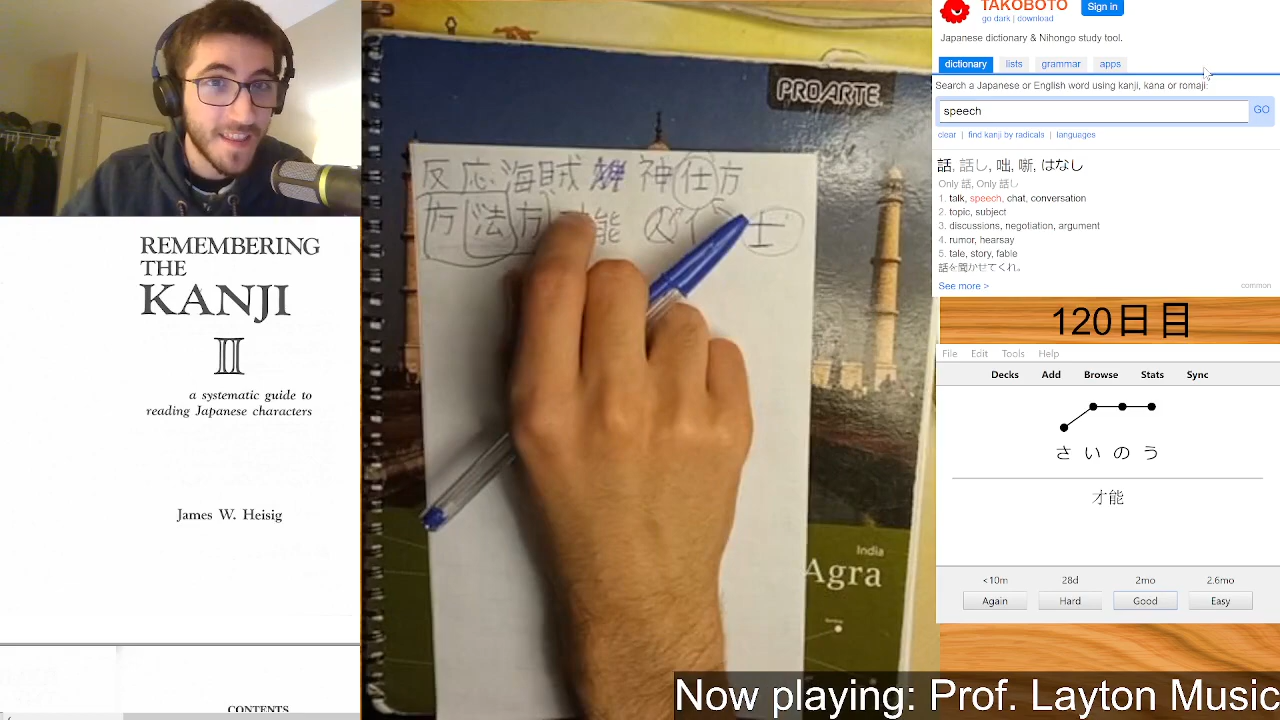 REMEMBERING
THE
KANJI
II
a systematic guide to
reading Japanese characters
James W. Heisig
CONTENTS
PROARTE
反応海賊 神仕方
方法方 能 士
India
Agra
TAKOBOTO
Sign in
go dark | download
Japanese dictionary & Nihongo study tool.
dictionary lists grammar apps
Search a Japanese or English word using kanji, kana or romaji:
speech GO
clear | find kanji by radicals | languages
話, 話し, 咄, 噺, はなし
Only 話, Only 話し
1. talk, speech, chat, conversation
2. topic, subject
3. discussions, negotiation, argument
4. rumor, hearsay
5. tale, story, fable
話を聞かせてくれ。
See more > common
120日目
File Edit Tools Help
Decks Add Browse Stats Sync
さいのう
才能
<10m 28d 2mo 2.6mo
Again Hard Good Easy
Now playing: Prof. Layton Music